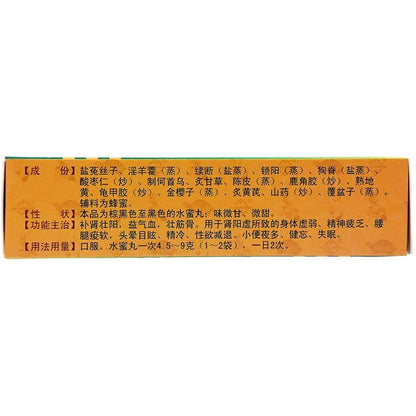 【成　份】盐菟丝子、淫羊藿（蒸）、续断（盐蒸）、锁阳（蒸）、狗脊（盐蒸）、
酸枣仁（炒）、制何首乌、炙甘草、陈皮（蒸）、鹿角胶（炒）、熟地
黄、龟甲胶（炒）、金樱子（蒸）、炙黄芪、山药（炒）、覆盆子（蒸）。
辅料为蜂蜜。
【性　状】本品为棕黑色至黑色的水蜜丸；味微甘、微甜。
【功能主治】补肾壮阳、益气血、壮筋骨。用于肾阳虚所致的身体虚弱、精神疲乏、腰
腿痠软，头晕目眩、精冷、性欲减退、小便夜多、健忘、失眠。
【用法用量】口服。水蜜丸一次4.5~9克（1~2袋），一日2次。